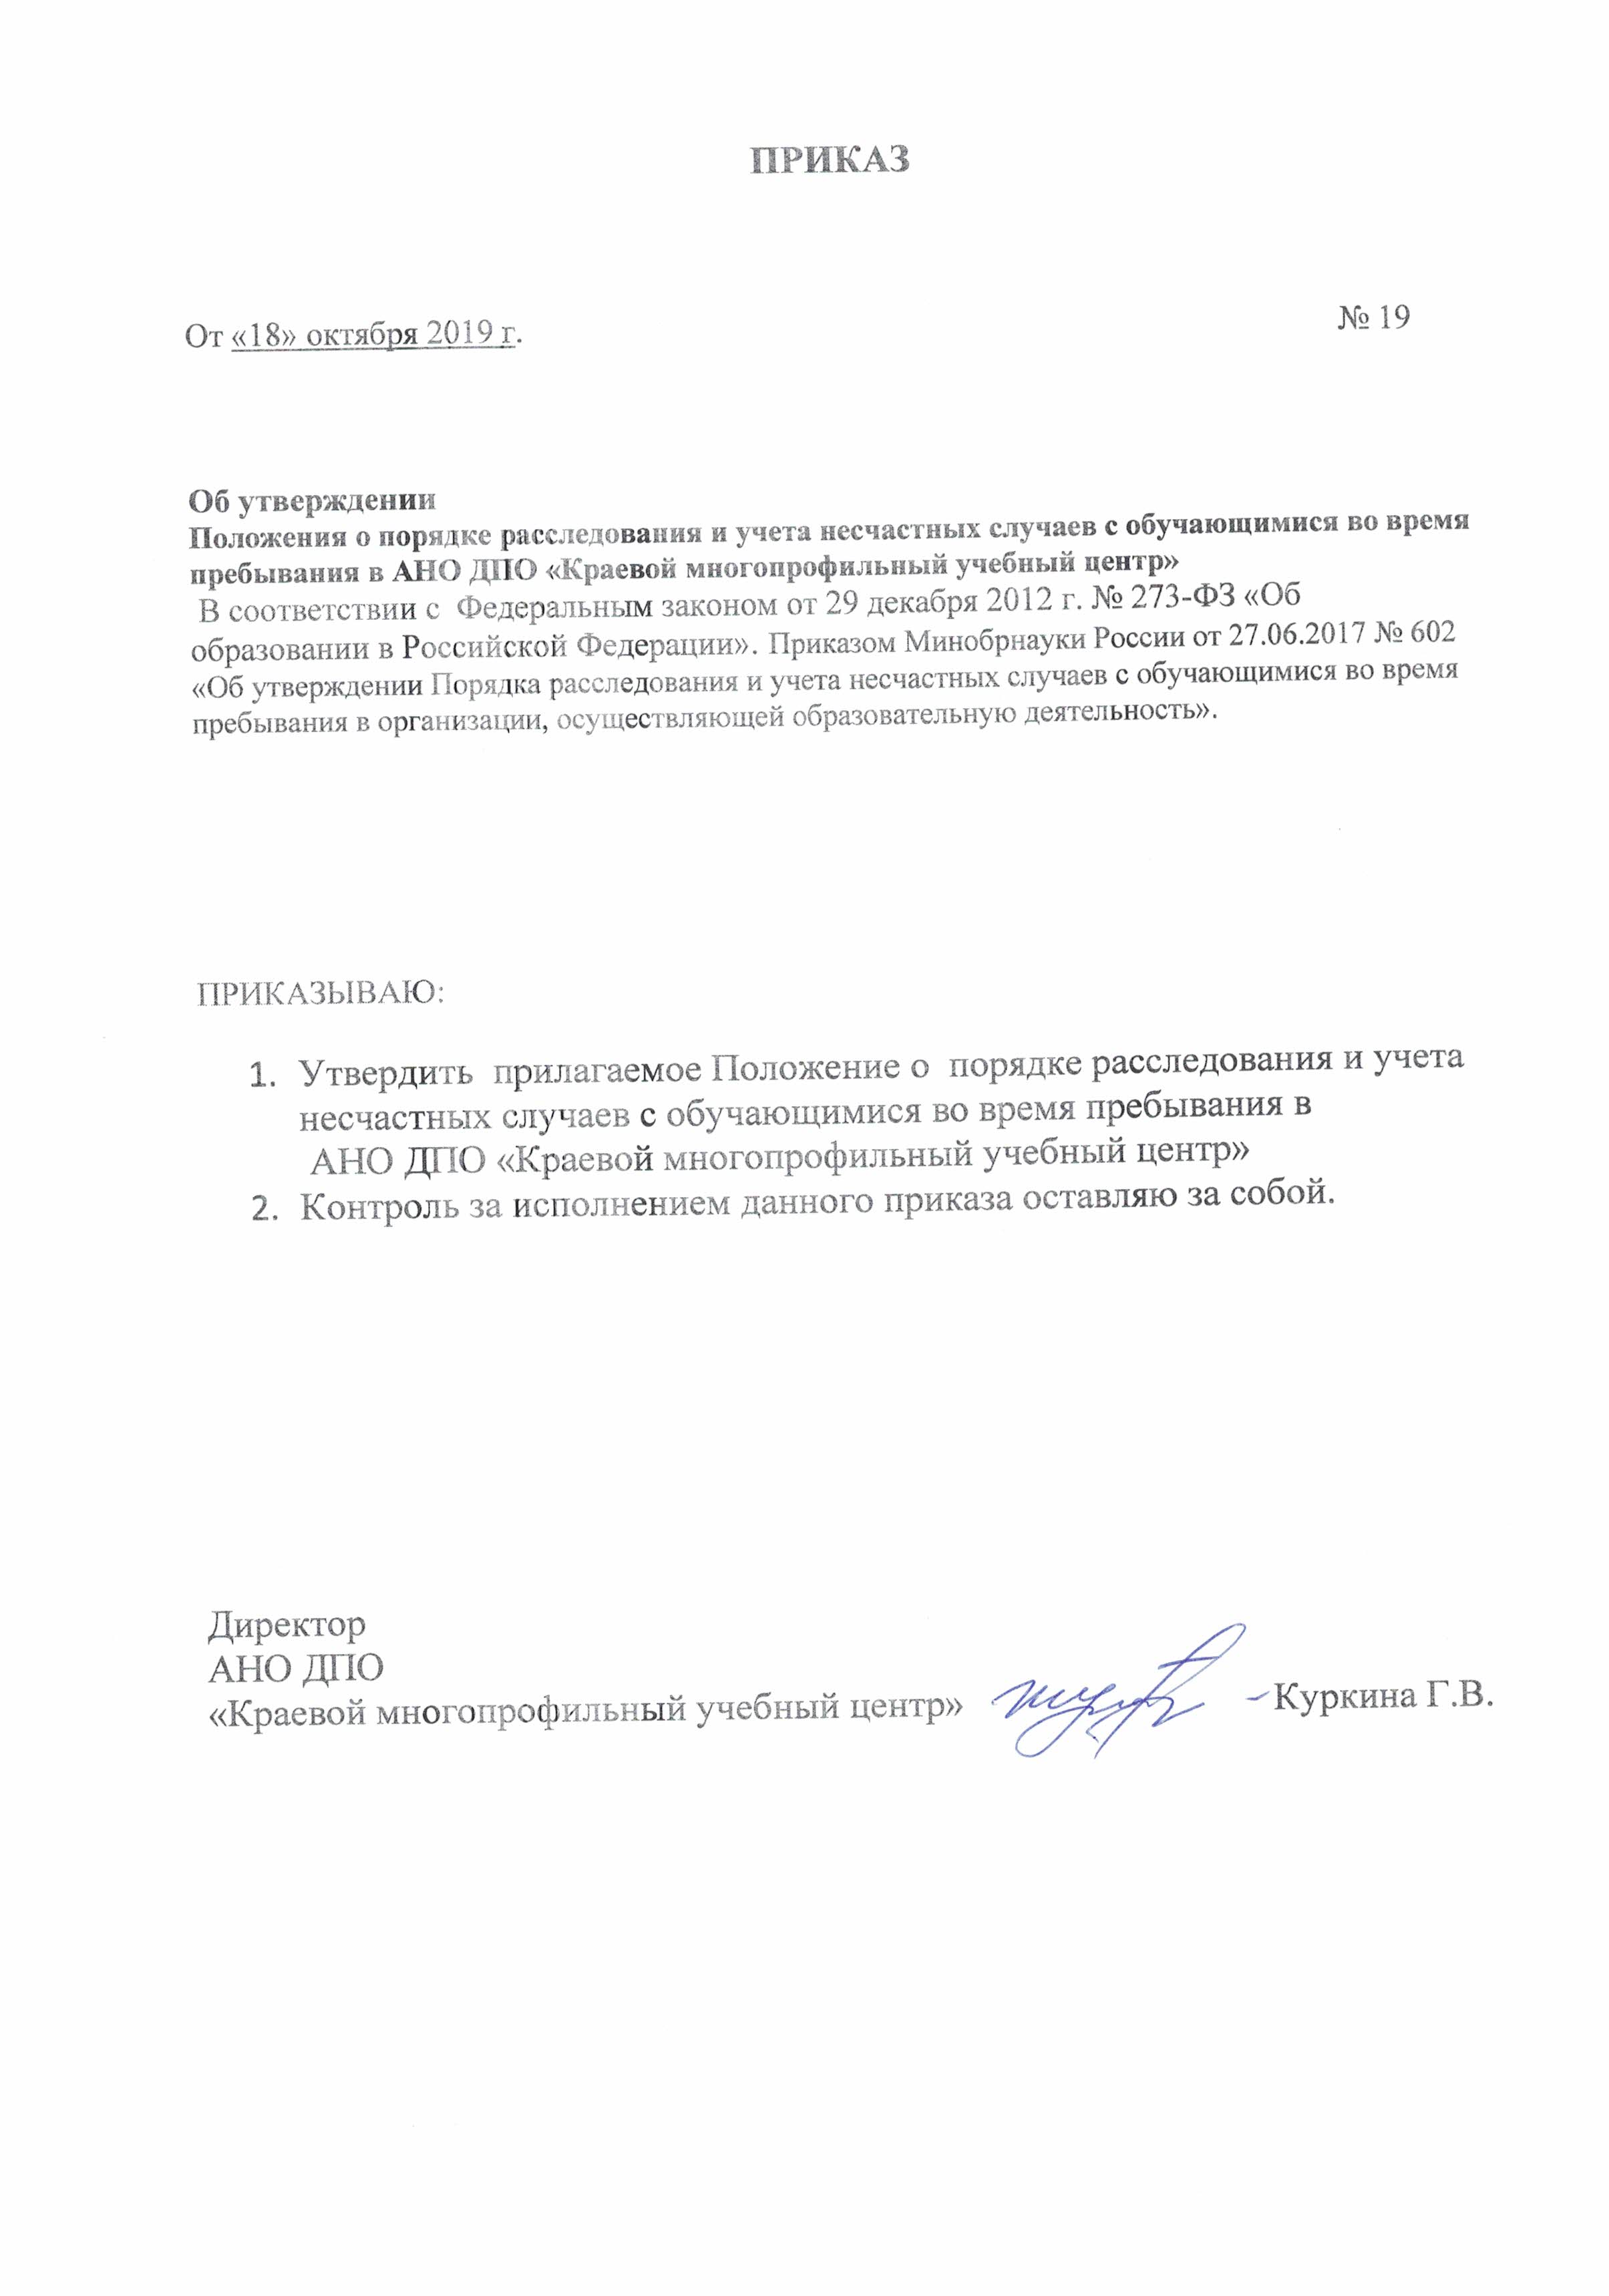 ПРИКАЗ
От «18» октября 2019 г.
№ 19
Об утверждении
Положения о порядке расследования и учета несчастных случаев с обучающимися во время
пребывания в АНО ДПО «Краевой многопрофильный учебный центр»
В соответствии с Федеральным законом от 29 декабря 2012 г. № 273-ФЗ «Об
образовании в Российской Федерации». Приказом Минобрнауки России от 27.06.2017 № 602
«Об утверждении Порядка расследования и учета несчастных случаев с обучающимися во время
пребывания в организации, осуществляющей образовательную деятельность».
ПРИКАЗЫВАЮ:
1. Утвердить прилагаемое Положение о порядке расследования и учета
несчастных случаев с обучающимися во время пребывания в
АНО ДПО «Краевой многопрофильный учебный центр»
2. Контроль за исполнением данного приказа оставляю за собой.
Директор
АНО ДПО
«Краевой многопрофильный учебный центр» Куркина Г.В.